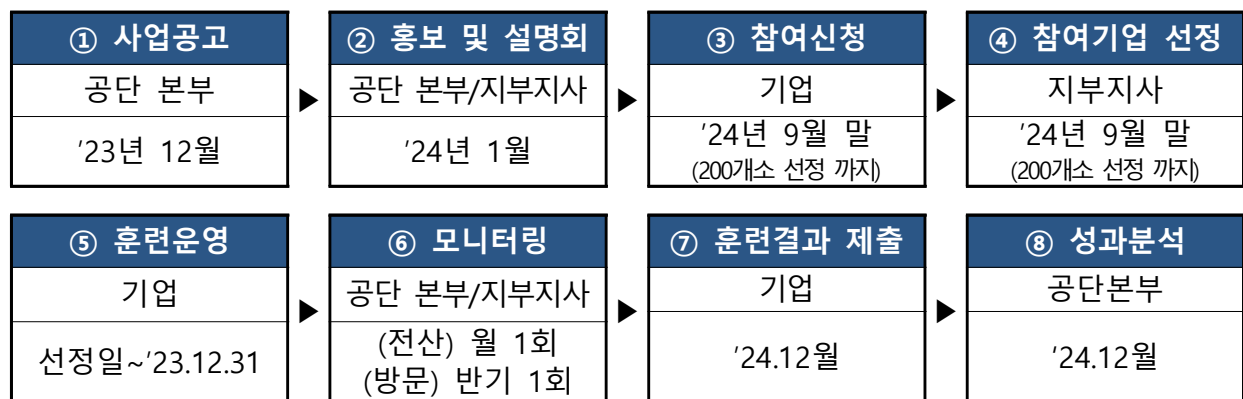 ① 사업공고
공단 본부
'23년 12월
▶
② 홍보 및 설명회
공단 본부/지부지사
'24년 1월
▶
③ 참여신청
기업
'24년 9월 말
(200개소 선정 까지)
▶
④ 참여기업 선정
지부지사
'24년 9월 말
(200개소 선정 까지)
⑤ 훈련운영
기업
선정일~'23.12.31
▶
⑥ 모니터링
공단 본부/지부지사
(전산) 월 1회
(방문) 반기 1회
▶
⑦ 훈련결과 제출
기업
'24.12월
▶
⑧ 성과분석
공단본부
'24.12월